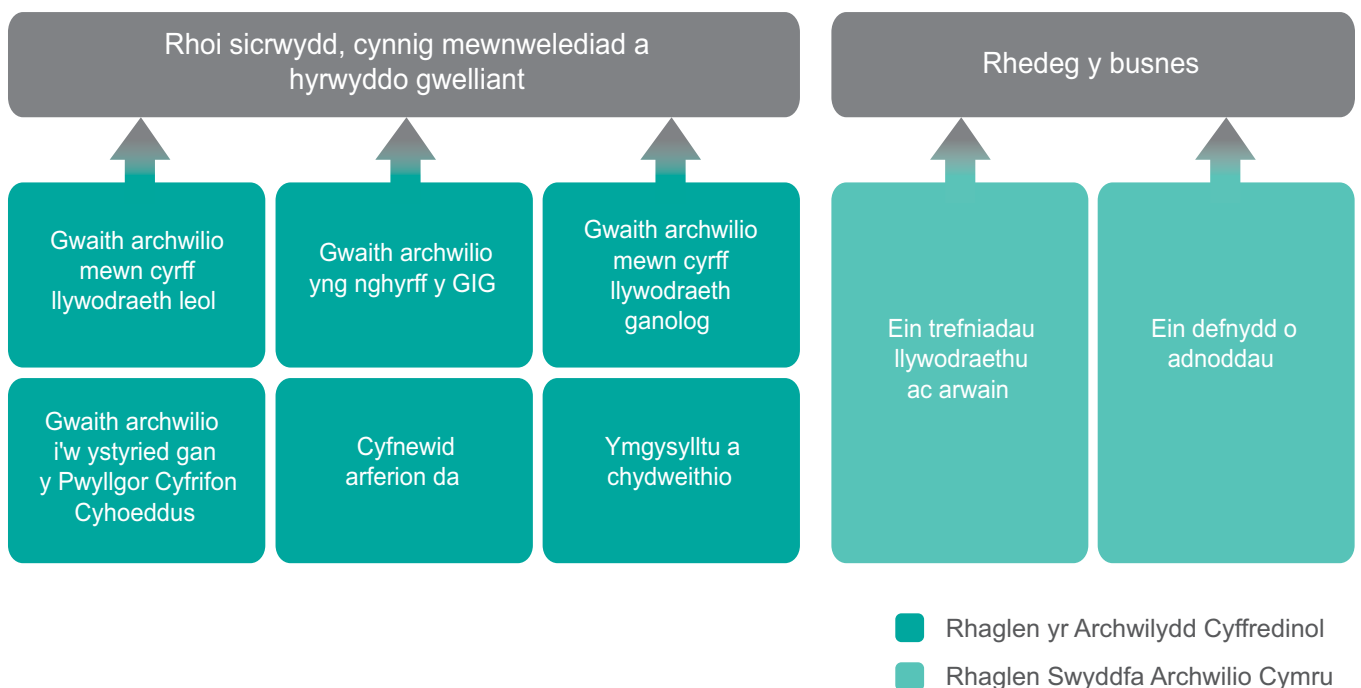 Rhoi sicrwydd, cynnig mewnwelediad a
hyrwyddo gwelliant
Rhedeg y busnes
Gwaith archwilio
mewn cyrff
llywodraeth leol
Gwaith archwilio
yng nghyrff y GIG
Gwaith archwilio
mewn cyrff
llywodraeth
ganolog
Gwaith archwilio
i'w ystyried gan
y Pwyllgor Cyfrifon
Cyhoeddus
Cyfnewid
arferion da
Ymgysylltu a
chydweithio
Ein trefniadau
llywodraethu
ac arwain
Ein defnydd o
adnoddau
Rhaglen yr Archwilydd Cyffredinol
Rhaglen Swyddfa Archwilio Cymru